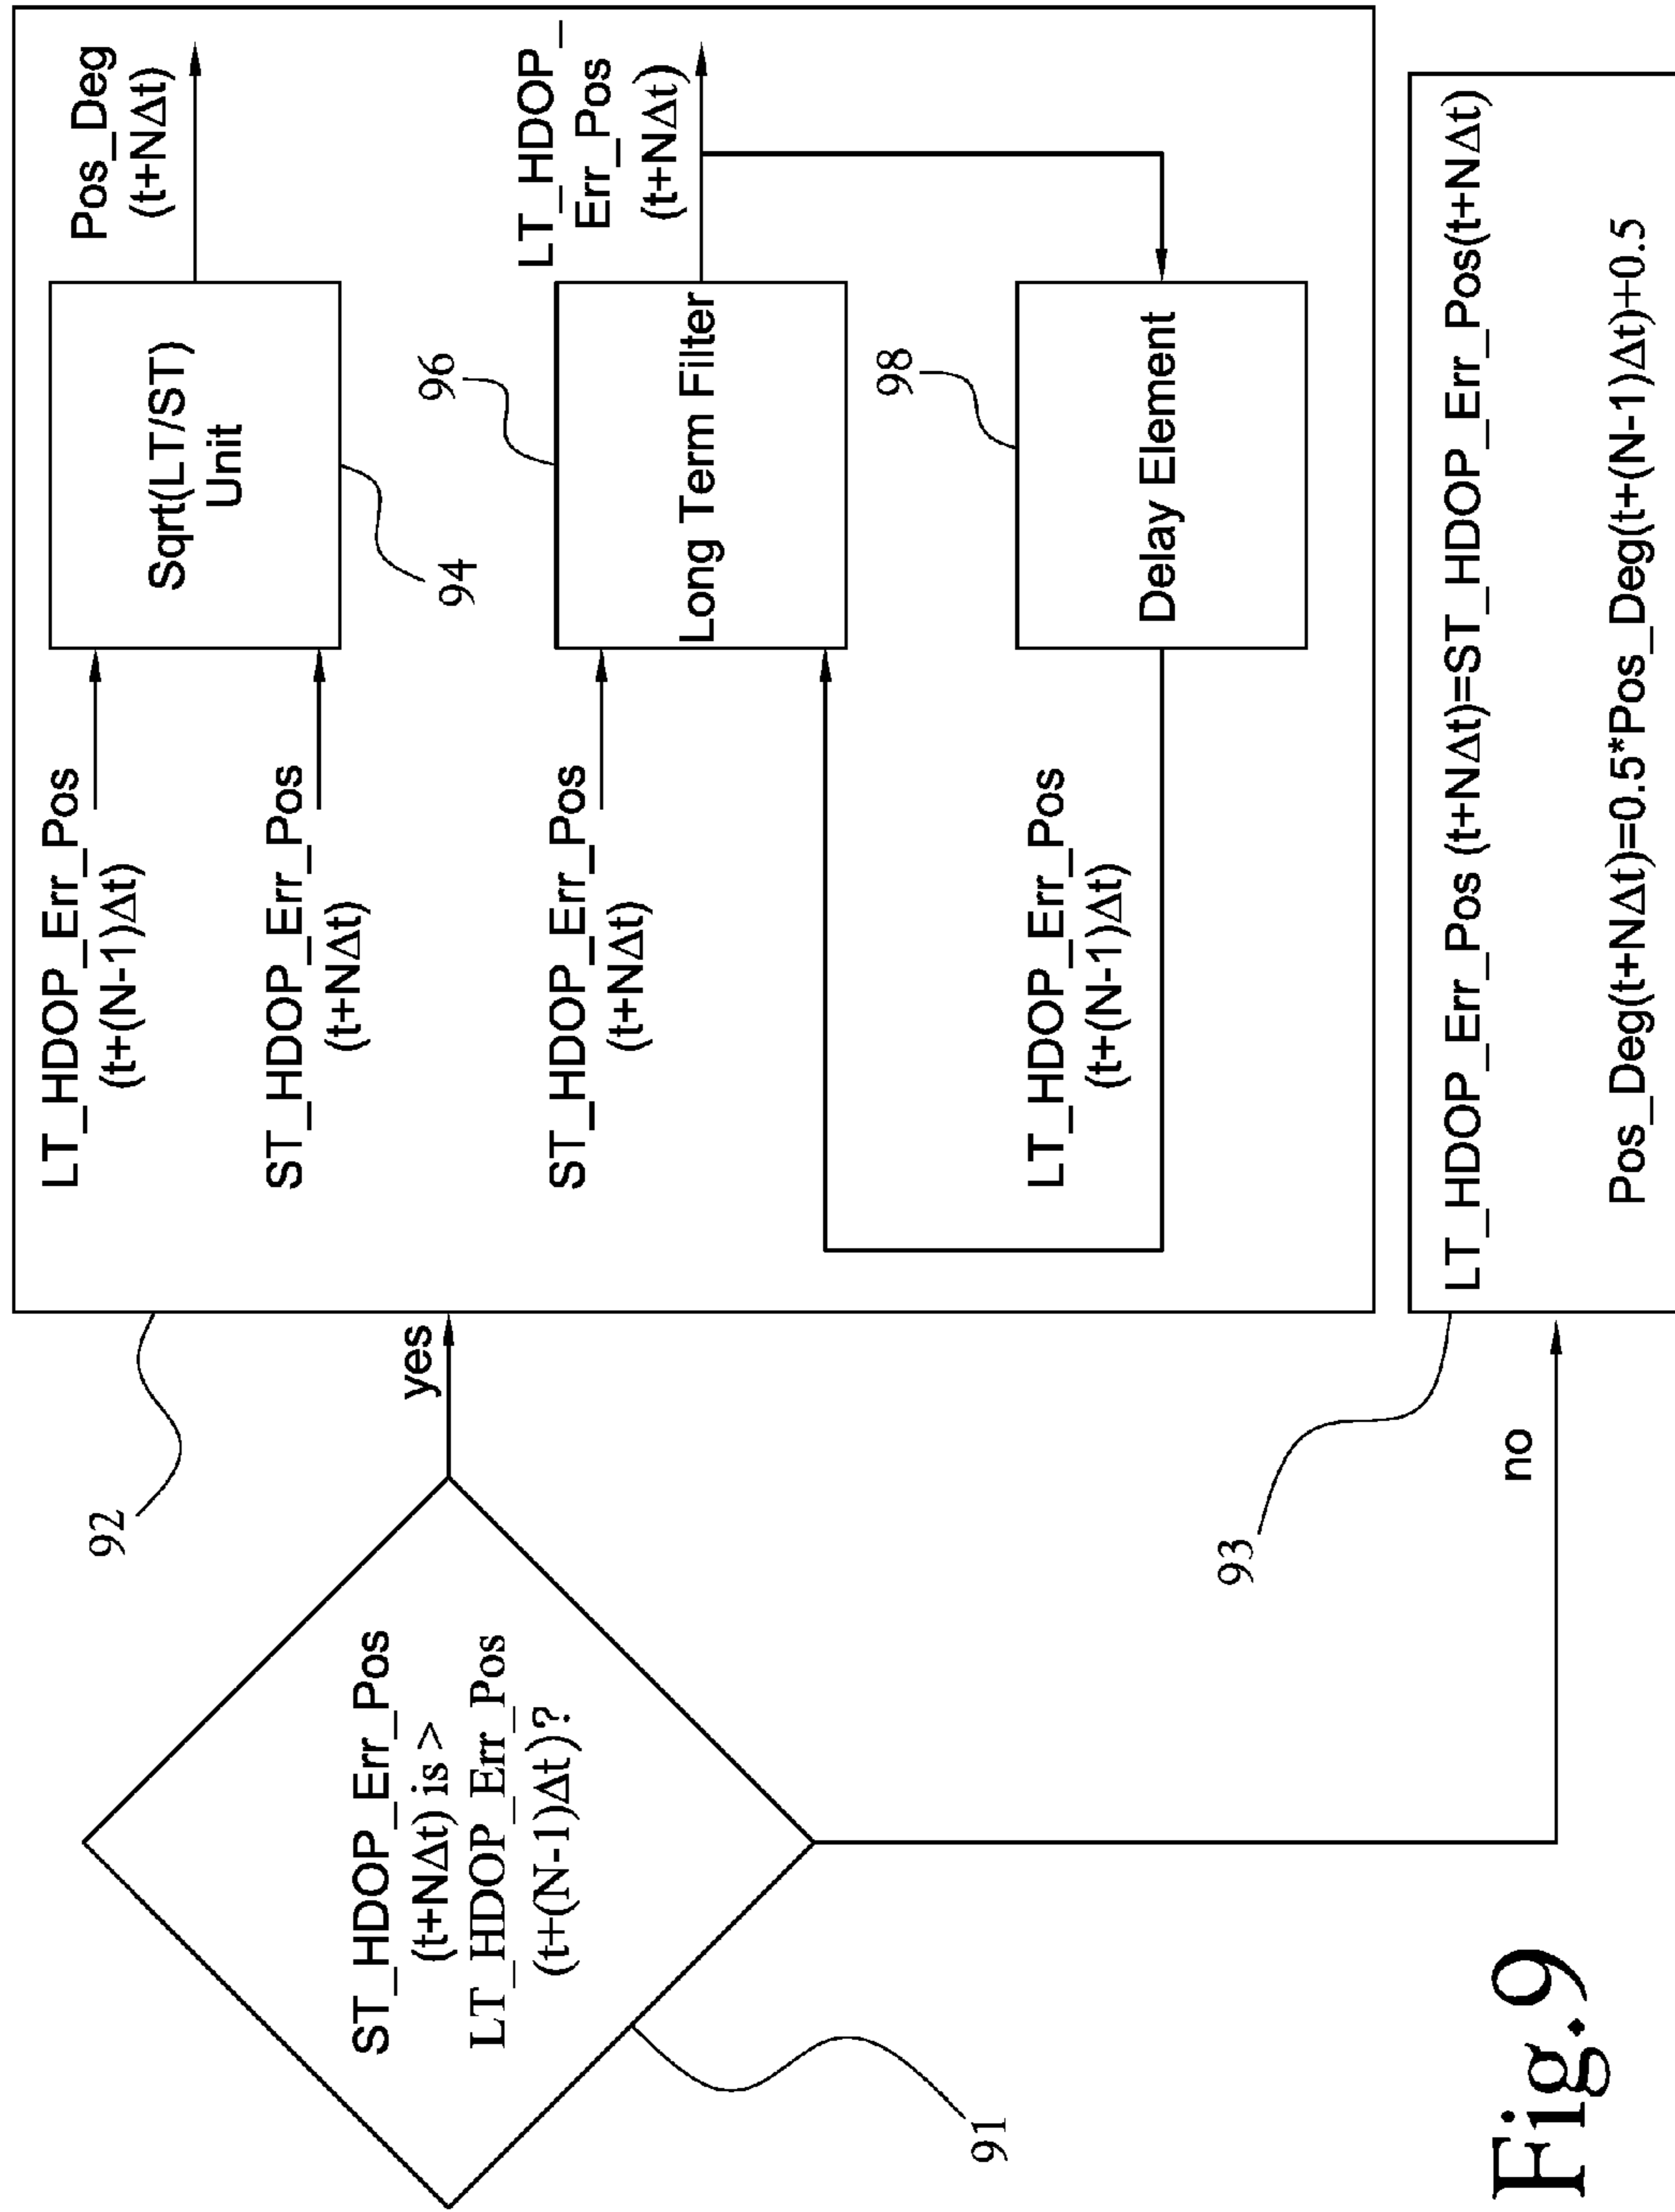 ST_HDOP_Err_Pos
(t+NΔt) is >
LT_HDOP_Err_Pos
(t+(N-1)Δt)?
91
yes
no
92
LT_HDOP_Err_Pos
(t+(N-1)Δt)
ST_HDOP_Err_Pos
(t+NΔt)
Sqrt(LT/ST)
Unit
94
Pos_Deg
(t+NΔt)
ST_HDOP_Err_Pos
(t+NΔt)
96
Long Term Filter
LT_HDOP_
Err_Pos
(t+NΔt)
LT_HDOP_Err_Pos
(t+(N-1)Δt)
98
Delay Element
93
LT_HDOP_Err_Pos (t+NΔt)=ST_HDOP_Err_Pos(t+NΔt)
Pos_Deg(t+NΔt)=0.5*Pos_Deg(t+(N-1)Δt)+0.5
Fig.9